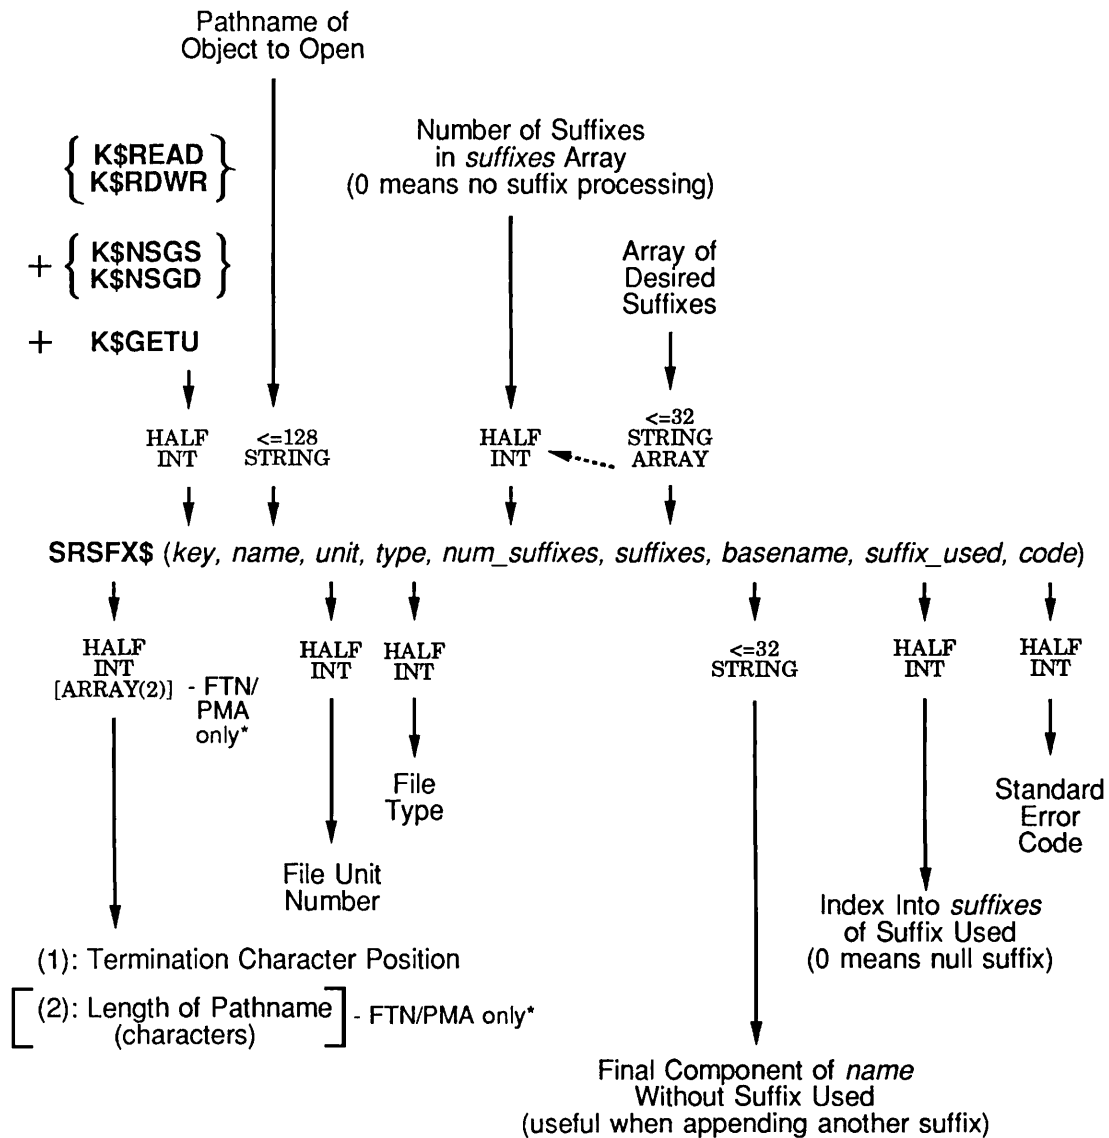 Pathname of
Object to Open
{ K$READ }
{ K$RDWR }
+ { K$NSGS }
{ K$NSGD }
+ K$GETU
Number of Suffixes
in suffixes Array
(0 means no suffix processing)
Array of
Desired
Suffixes
HALF
INT
<=128
STRING
HALF
INT
<=32
STRING
ARRAY
SRSFX$ (key, name, unit, type, num_suffixes, suffixes, basename, suffix_used, code)
HALF
INT
[ARRAY(2)]
- FTN/
PMA
only*
HALF
INT
HALF
INT
<=32
STRING
HALF
INT
HALF
INT
File
Type
Standard
Error
Code
File Unit
Number
Index Into suffixes
of Suffix Used
(0 means null suffix)
(1): Termination Character Position
[(2): Length of Pathname
(characters)] - FTN/PMA only*
Final Component of name
Without Suffix Used
(useful when appending another suffix)